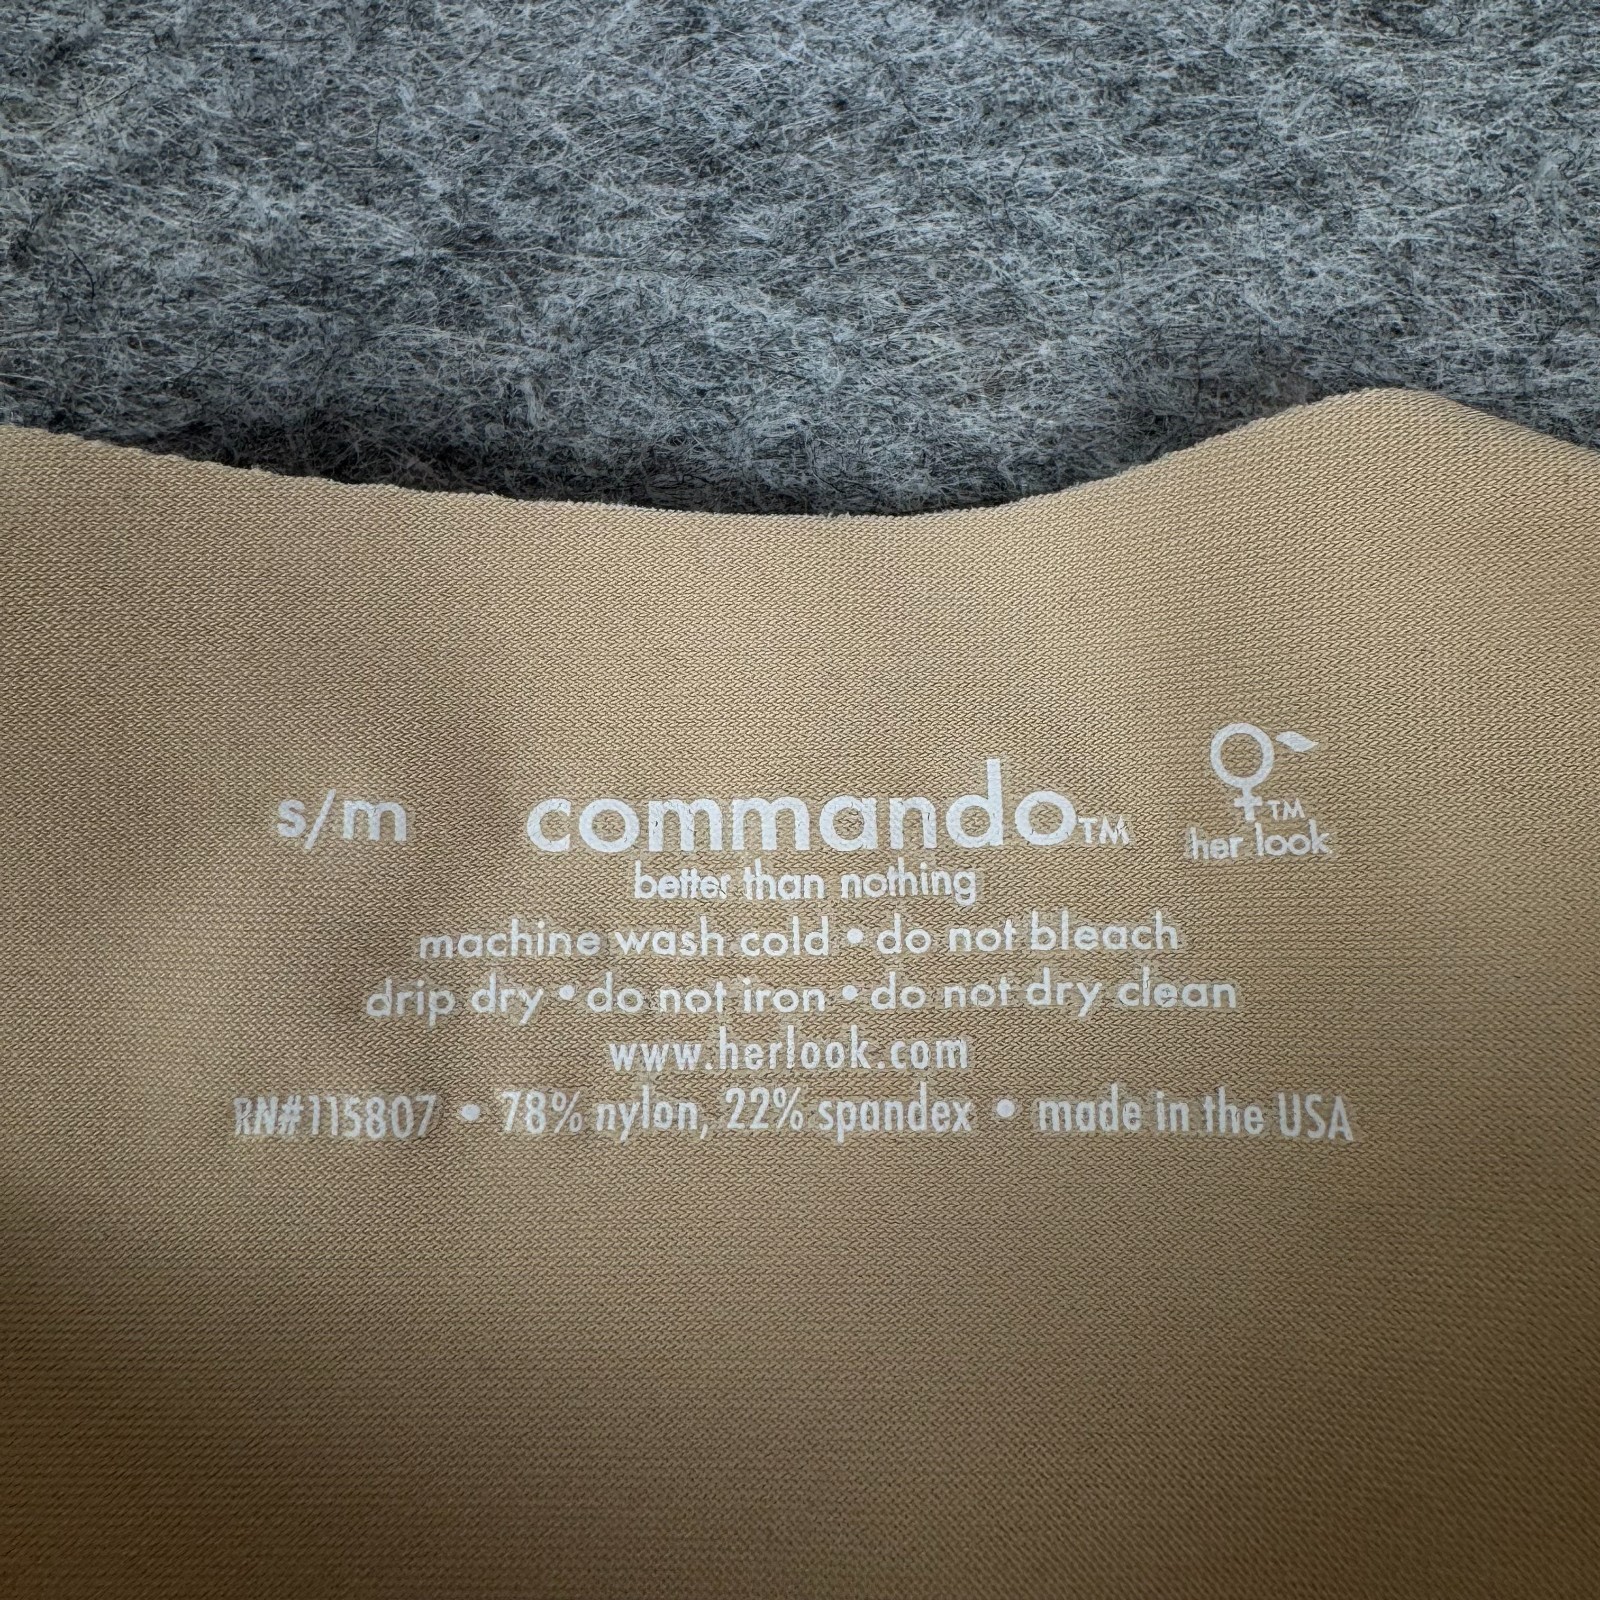 s/m commando™ ™ her look
better than nothing
machine wash cold • do not bleach
drip dry • do not iron • do not dry clean
www.herlook.com
RN#115807 • 78% nylon, 22% spandex • made in the USA